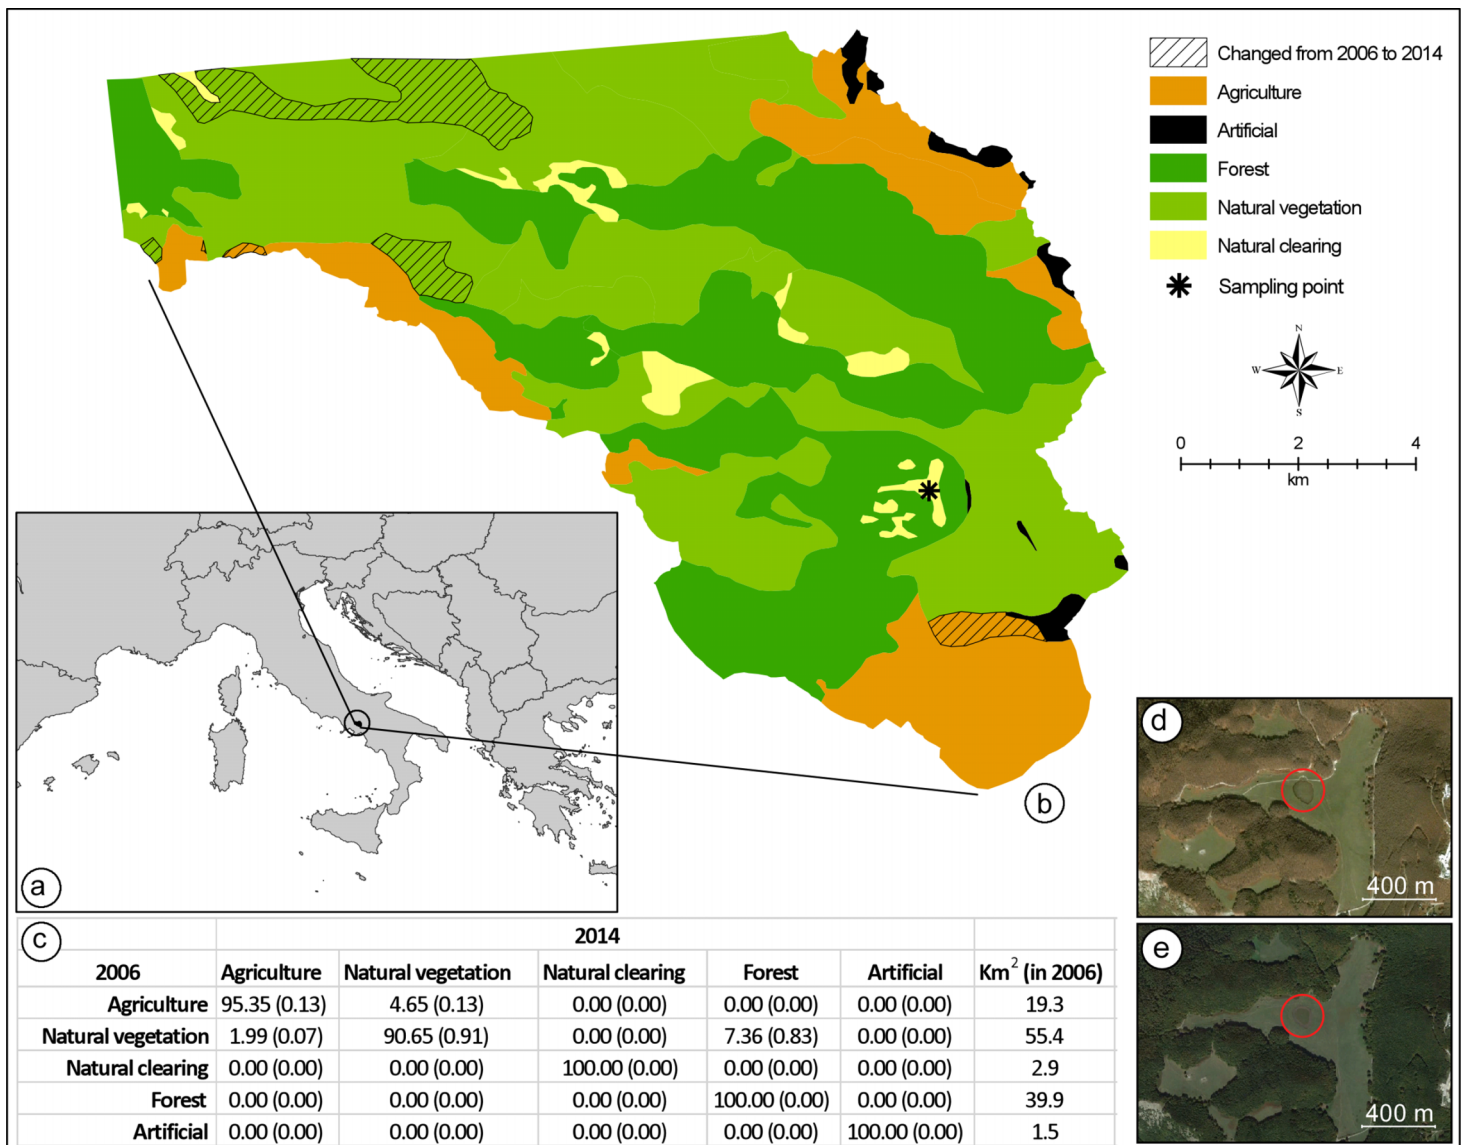 Changed from 2006 to 2014
Agriculture
Artificial
Forest
Natural vegetation
Natural clearing
Sampling point
N
W E
S
0 2 4
km
a
b
d
400 m
e
400 m
c
2014
2006 Agriculture Natural vegetation Natural clearing Forest Artificial Km² (in 2006)
Agriculture 95.35 (0.13) 4.65 (0.13) 0.00 (0.00) 0.00 (0.00) 0.00 (0.00) 19.3
Natural vegetation 1.99 (0.07) 90.65 (0.91) 0.00 (0.00) 7.36 (0.83) 0.00 (0.00) 55.4
Natural clearing 0.00 (0.00) 0.00 (0.00) 100.00 (0.00) 0.00 (0.00) 0.00 (0.00) 2.9
Forest 0.00 (0.00) 0.00 (0.00) 0.00 (0.00) 100.00 (0.00) 0.00 (0.00) 39.9
Artificial 0.00 (0.00) 0.00 (0.00) 0.00 (0.00) 0.00 (0.00) 100.00 (0.00) 1.5